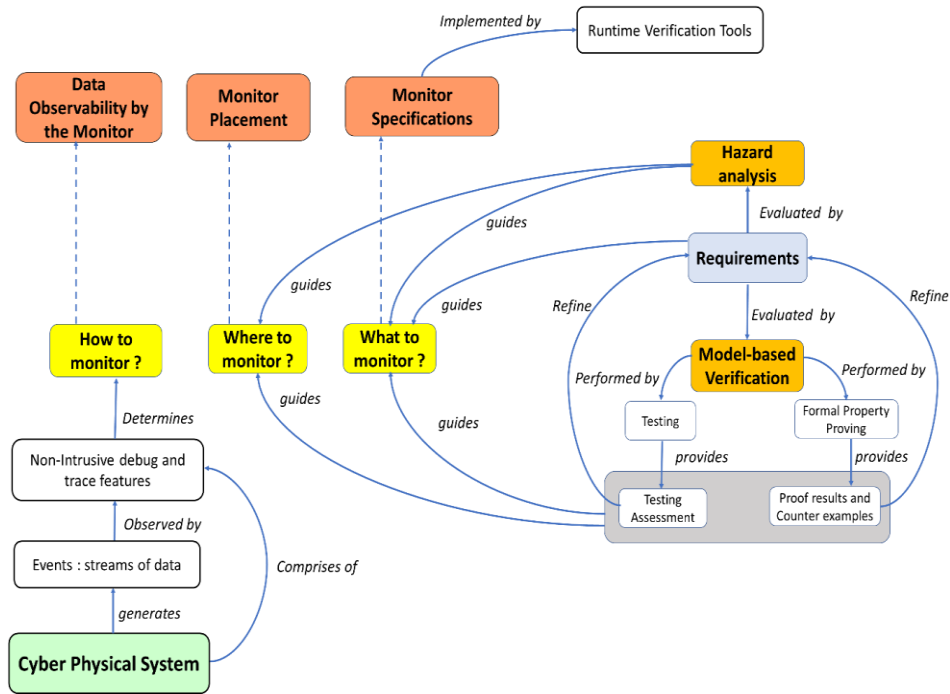 Implemented by
Runtime Verification Tools
Data
Observability by
the Monitor
Monitor
Placement
Monitor
Specifications
Hazard
analysis
guides
Evaluated by
Requirements
guides
guides
Refine
Refine
Evaluated by
How to
monitor ?
Where to
monitor ?
What to
monitor ?
Model-based
Verification
Performed by
Performed by
guides
Determines
Testing
Formal Property
Proving
guides
Non-Intrusive debug and
trace features
provides
provides
Testing
Assessment
Proof results and
Counter examples
Observed by
Events : streams of data
Comprises of
generates
Cyber Physical System